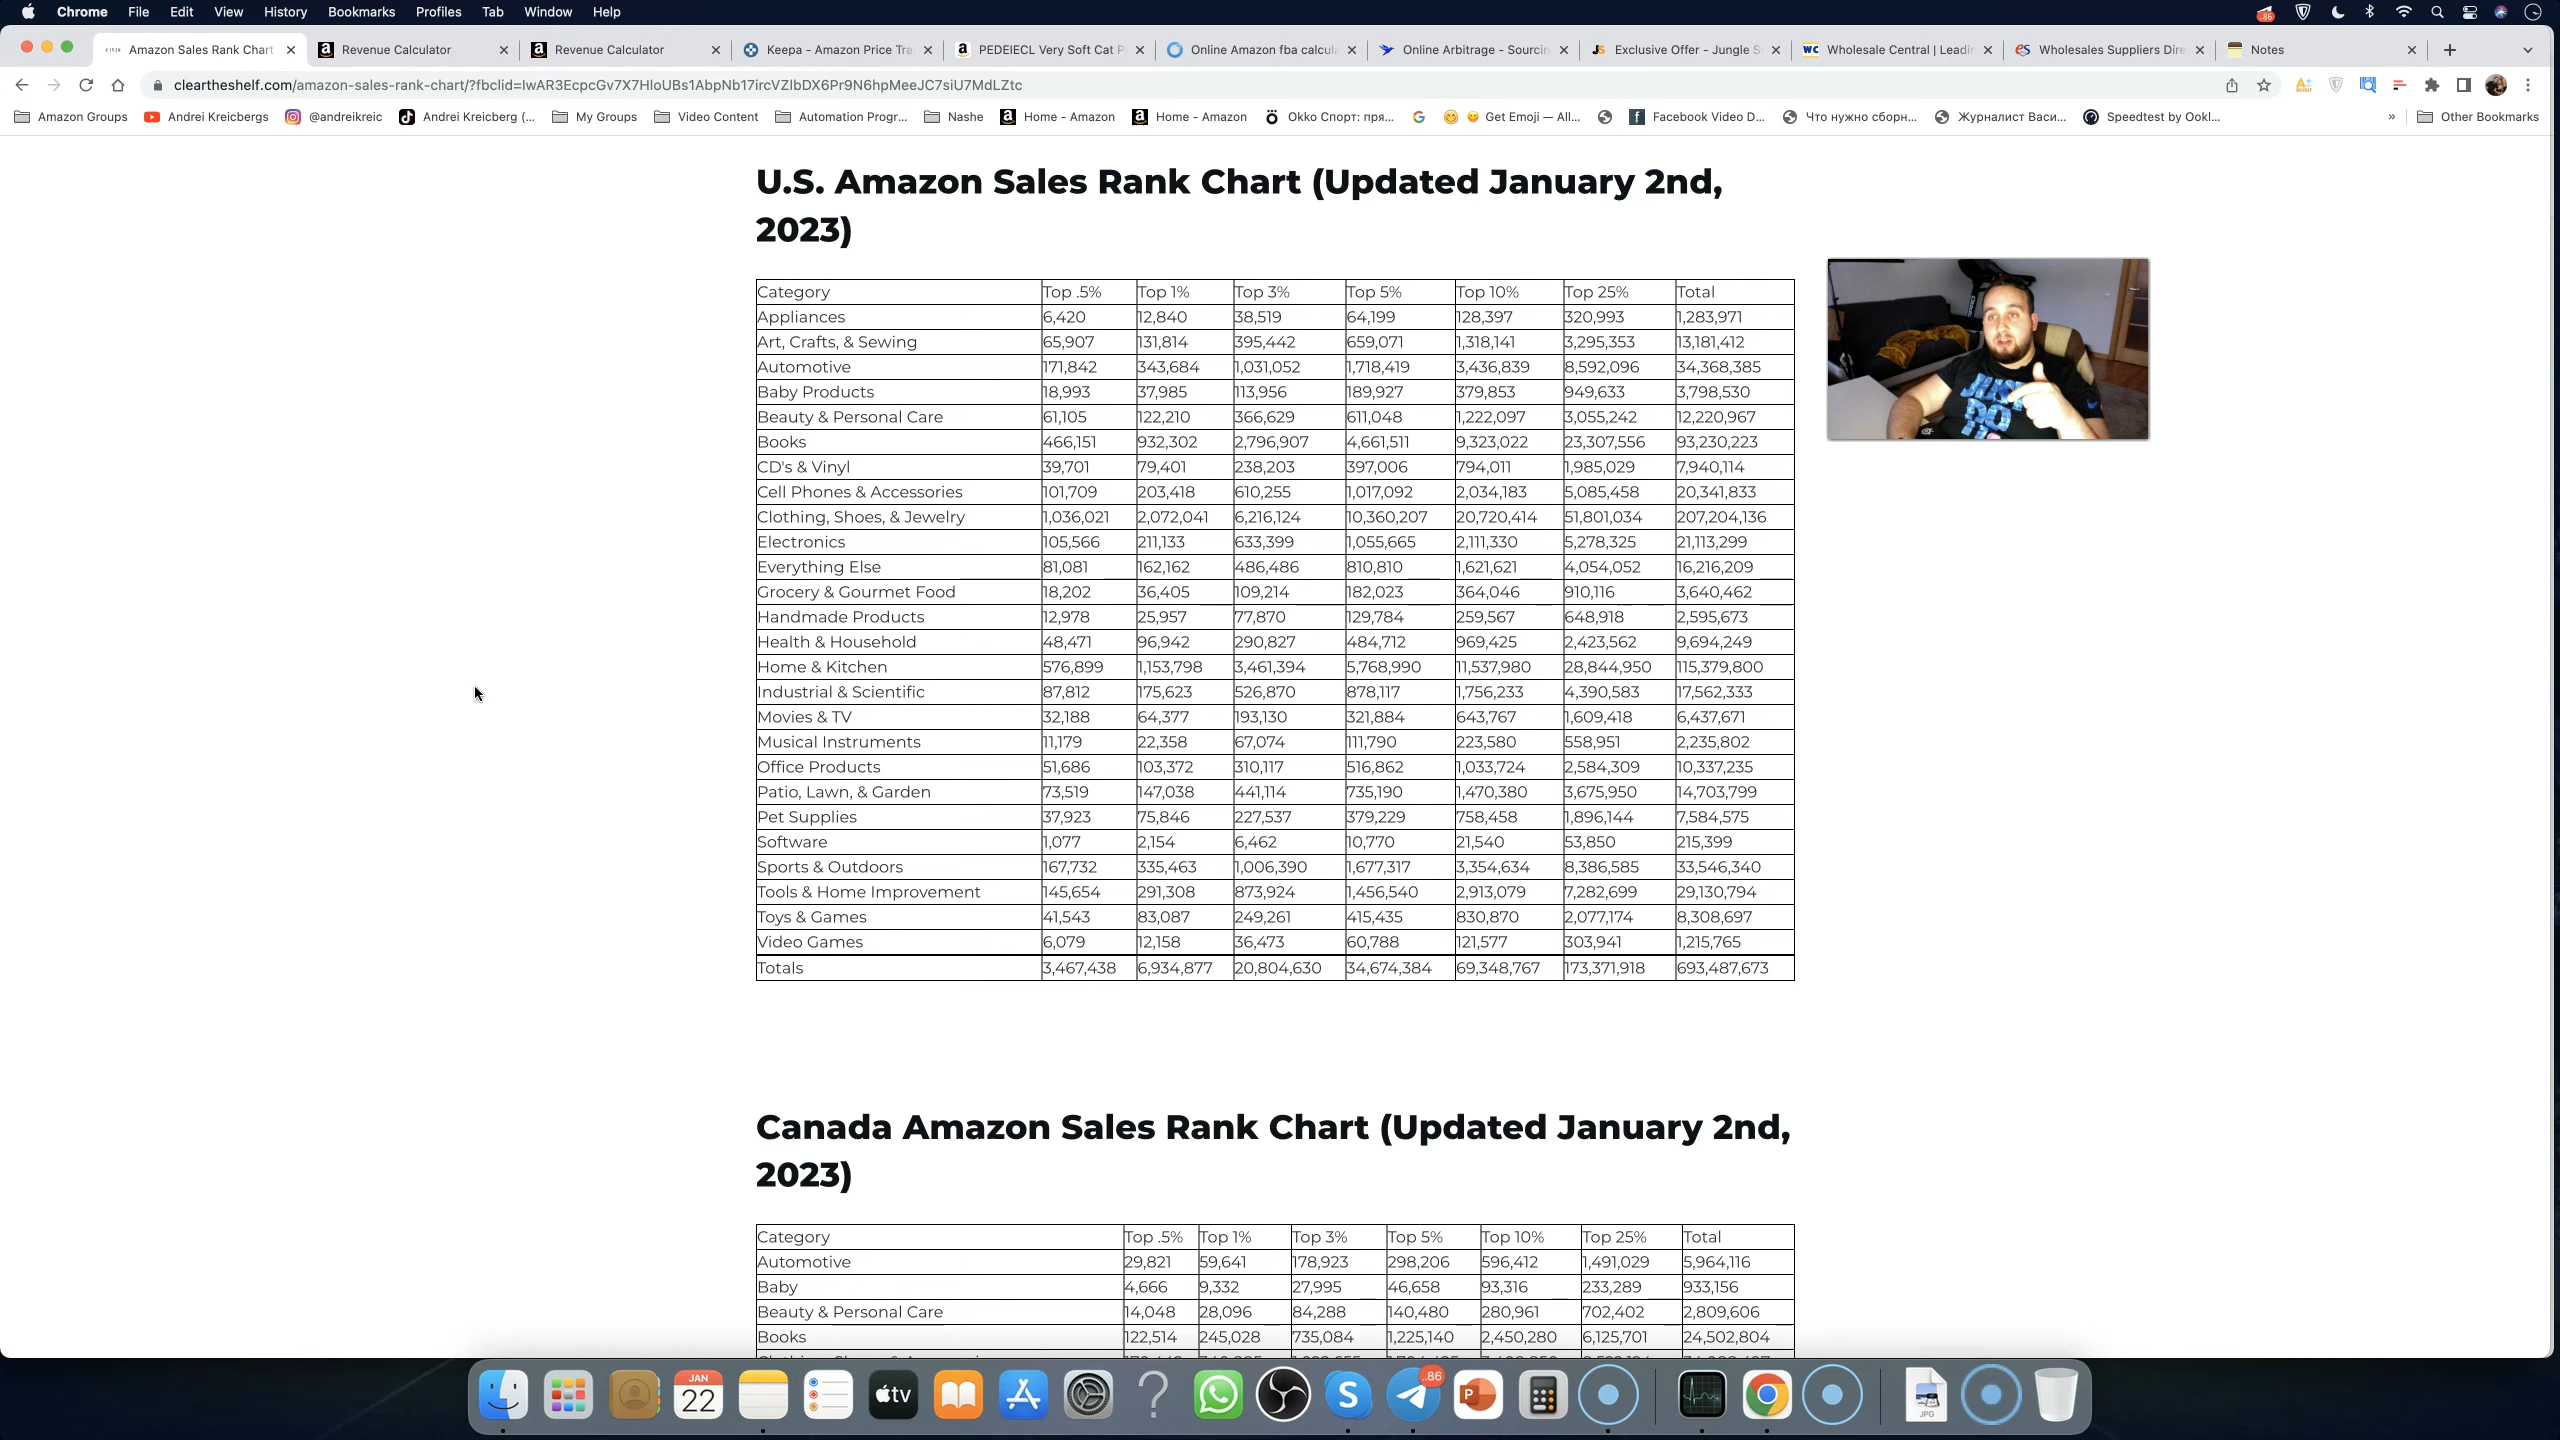 Chrome File Edit View History Bookmarks Profiles Tab Window Help
Amazon Sales Rank Chart Revenue Calculator Revenue Calculator Keepa - Amazon Price Tra PEDEIECL Very Soft Cat P Online Amazon fba calcula Online Arbitrage - Sourcin Exclusive Offer - Jungle S Wholesale Central | Leadi Wholesales Suppliers Dire Notes
cleartheshelf.com/amazon-sales-rank-chart/?fbclid=IwAR3EcpcGv7X7HloUBs1AbpNb17ircVZIbDX6Pr9N6hpMeeJC7siU7MdLZtc
Amazon Groups Andrei Kreicbergs @andreikreic Andrei Kreicberg (... My Groups Video Content Automation Progr... Nashe Home - Amazon Home - Amazon Okko Спорт: пря... Get Emoji — All... Facebook Video D... Что нужно сборн... Журналист Васи... Speedtest by Ookl... » Other Bookmarks
U.S. Amazon Sales Rank Chart (Updated January 2nd,
2023)
Category Top .5% Top 1% Top 3% Top 5% Top 10% Top 25% Total
Appliances 6,420 12,840 38,519 64,199 128,397 320,993 1,283,971
Art, Crafts, & Sewing 65,907 131,814 395,442 659,071 1,318,141 3,295,353 13,181,412
Automotive 171,842 343,684 1,031,052 1,718,419 3,436,839 8,592,096 34,368,385
Baby Products 18,993 37,985 113,956 189,927 379,853 949,633 3,798,530
Beauty & Personal Care 61,105 122,210 366,629 611,048 1,222,097 3,055,242 12,220,967
Books 466,151 932,302 2,796,907 4,661,511 9,323,022 23,307,556 93,230,223
CD's & Vinyl 39,701 79,401 238,203 397,006 794,011 1,985,029 7,940,114
Cell Phones & Accessories 101,709 203,418 610,255 1,017,092 2,034,183 5,085,458 20,341,833
Clothing, Shoes, & Jewelry 1,036,021 2,072,041 6,216,124 10,360,207 20,720,414 51,801,034 207,204,136
Electronics 105,566 211,133 633,399 1,055,665 2,111,330 5,278,325 21,113,299
Everything Else 81,081 162,162 486,486 810,810 1,621,621 4,054,052 16,216,209
Grocery & Gourmet Food 18,202 36,405 109,214 182,023 364,046 910,116 3,640,462
Handmade Products 12,978 25,957 77,870 129,784 259,567 648,918 2,595,673
Health & Household 48,471 96,942 290,827 484,712 969,425 2,423,562 9,694,249
Home & Kitchen 576,899 1,153,798 3,461,394 5,768,990 11,537,980 28,844,950 115,379,800
Industrial & Scientific 87,812 175,623 526,870 878,117 1,756,233 4,390,583 17,562,333
Movies & TV 32,188 64,377 193,130 321,884 643,767 1,609,418 6,437,671
Musical Instruments 11,179 22,358 67,074 111,790 223,580 558,951 2,235,802
Office Products 51,686 103,372 310,117 516,862 1,033,724 2,584,309 10,337,235
Patio, Lawn, & Garden 73,519 147,038 441,114 735,190 1,470,380 3,675,950 14,703,799
Pet Supplies 37,923 75,846 227,537 379,229 758,458 1,896,144 7,584,575
Software 1,077 2,154 6,462 10,770 21,540 53,850 215,399
Sports & Outdoors 167,732 335,463 1,006,390 1,677,317 3,354,634 8,386,585 33,546,340
Tools & Home Improvement 145,654 291,308 873,924 1,456,540 2,913,079 7,282,699 29,130,794
Toys & Games 41,543 83,087 249,261 415,435 830,870 2,077,174 8,308,697
Video Games 6,079 12,158 36,473 60,788 121,577 303,941 1,215,765
Totals 3,467,438 6,934,877 20,804,630 34,674,384 69,348,767 173,371,918 693,487,673
Canada Amazon Sales Rank Chart (Updated January 2nd,
2023)
Category Top .5% Top 1% Top 3% Top 5% Top 10% Top 25% Total
Automotive 29,821 59,641 178,923 298,206 596,412 1,491,029 5,964,116
Baby 4,666 9,332 27,995 46,658 93,316 233,289 933,156
Beauty & Personal Care 14,048 28,096 84,288 140,480 280,961 702,402 2,809,606
Books 122,514 245,028 735,084 1,225,140 2,450,280 6,125,701 24,502,804
JAN
22
tv
..86
JPG